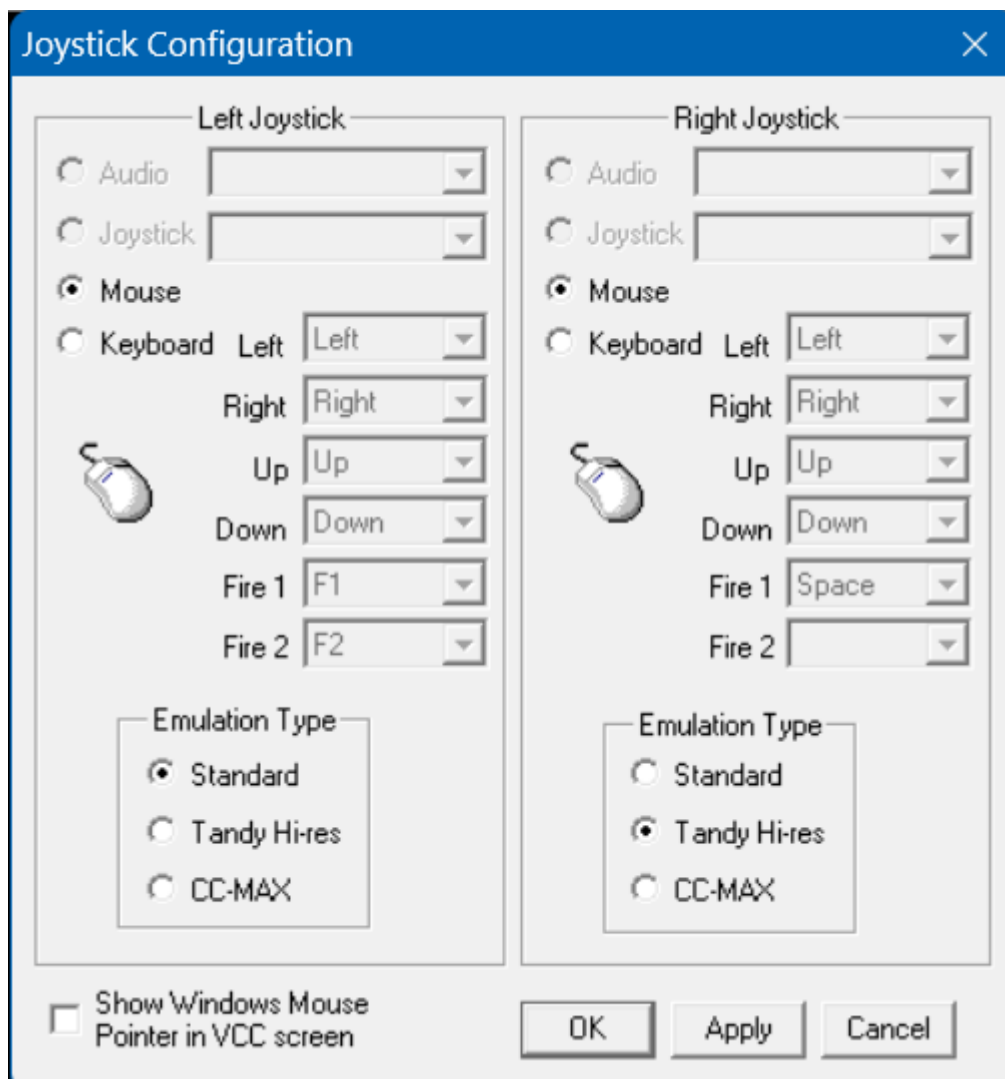 Joystick Configuration
Left Joystick
Audio
Joystick
Mouse
Keyboard Left Left
Right Right
Up Up
Down Down
Fire 1 F1
Fire 2 F2
Emulation Type
Standard
Tandy Hi-res
CC-MAX
Right Joystick
Audio
Joystick
Mouse
Keyboard Left Left
Right Right
Up Up
Down Down
Fire 1 Space
Fire 2
Emulation Type
Standard
Tandy Hi-res
CC-MAX
Show Windows Mouse
Pointer in VCC screen
OK Apply Cancel